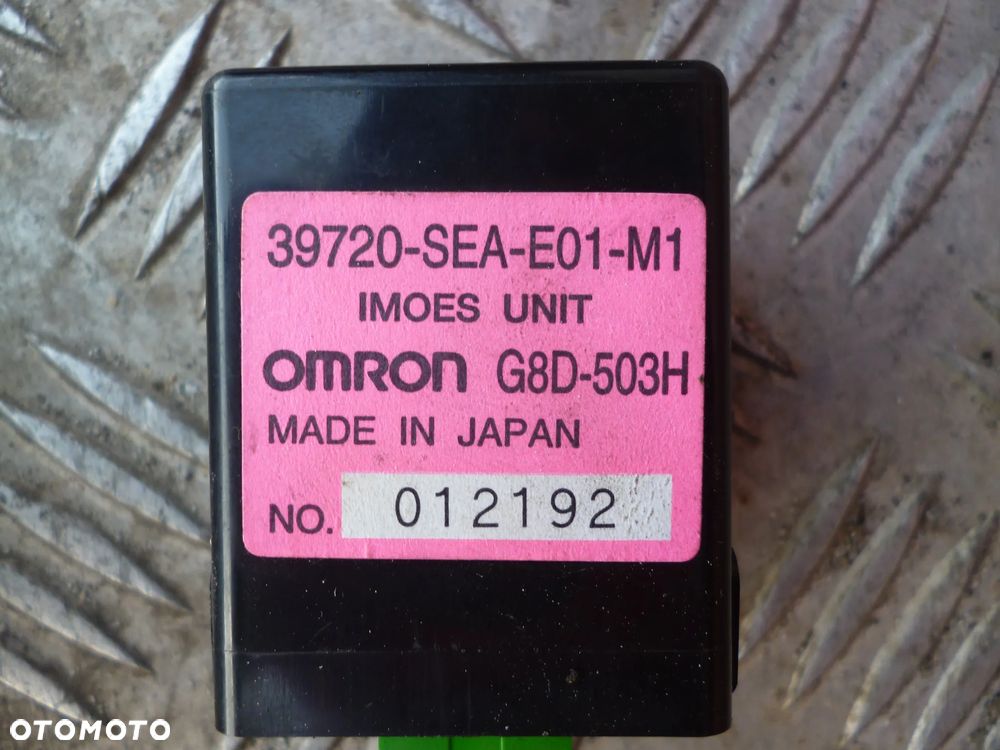 39720-SEA-E01-M1
IMOES UNIT
omron G8D-503H
MADE IN JAPAN
NO. 012192
OTOMOTO